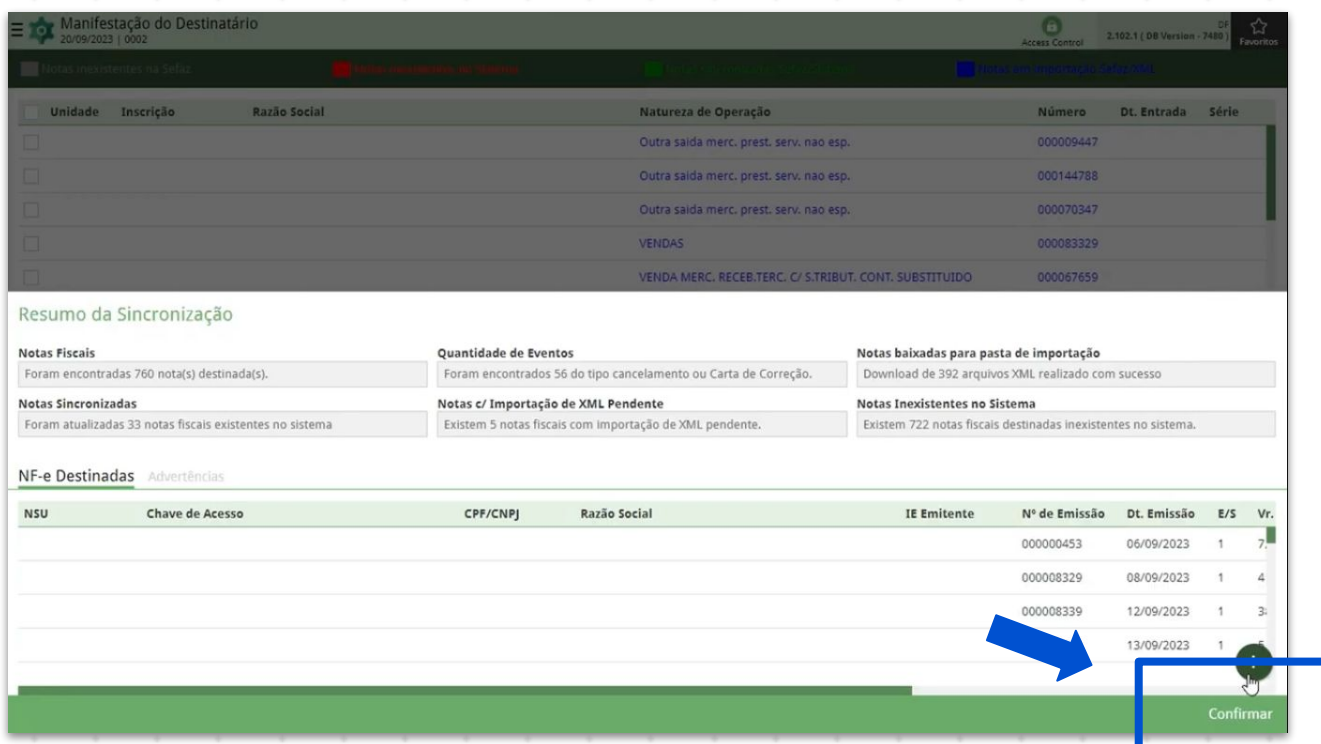 Manifestação do Destinatário
20/09/2023 | 0002
Access Control
DF
2.102.1 ( DB Version - 7480 )
Favoritos
Notas inexistentes na Sefaz
Notas inexistentes no Sistema
Notas em importação Sefaz/XML
Unidade Inscrição Razão Social Natureza de Operação Número Dt. Entrada Série
Outra saida merc. prest. serv. nao esp. 000009447
Outra saida merc. prest. serv. nao esp. 000144788
Outra saida merc. prest. serv. nao esp. 000070347
VENDAS 000083329
VENDA MERC. RECEB.TERC. C/ S.TRIBUT. CONT. SUBSTITUIDO 000067659
Resumo da Sincronização
Notas Fiscais Quantidade de Eventos Notas baixadas para pasta de importação
Foram encontradas 760 nota(s) destinada(s). Foram encontrados 56 do tipo cancelamento ou Carta de Correção. Download de 392 arquivos XML realizado com sucesso
Notas Sincronizadas Notas c/ Importação de XML Pendente Notas Inexistentes no Sistema
Foram atualizadas 33 notas fiscais existentes no sistema Existem 5 notas fiscais com importação de XML pendente. Existem 722 notas fiscais destinadas inexistentes no sistema.
NF-e Destinadas Advertências
NSU Chave de Acesso CPF/CNPJ Razão Social IE Emitente Nº de Emissão Dt. Emissão E/S Vr.
000000453 06/09/2023 1 7.
000008329 08/09/2023 1 4
000008339 12/09/2023 1
13/09/2023 1
Confirmar